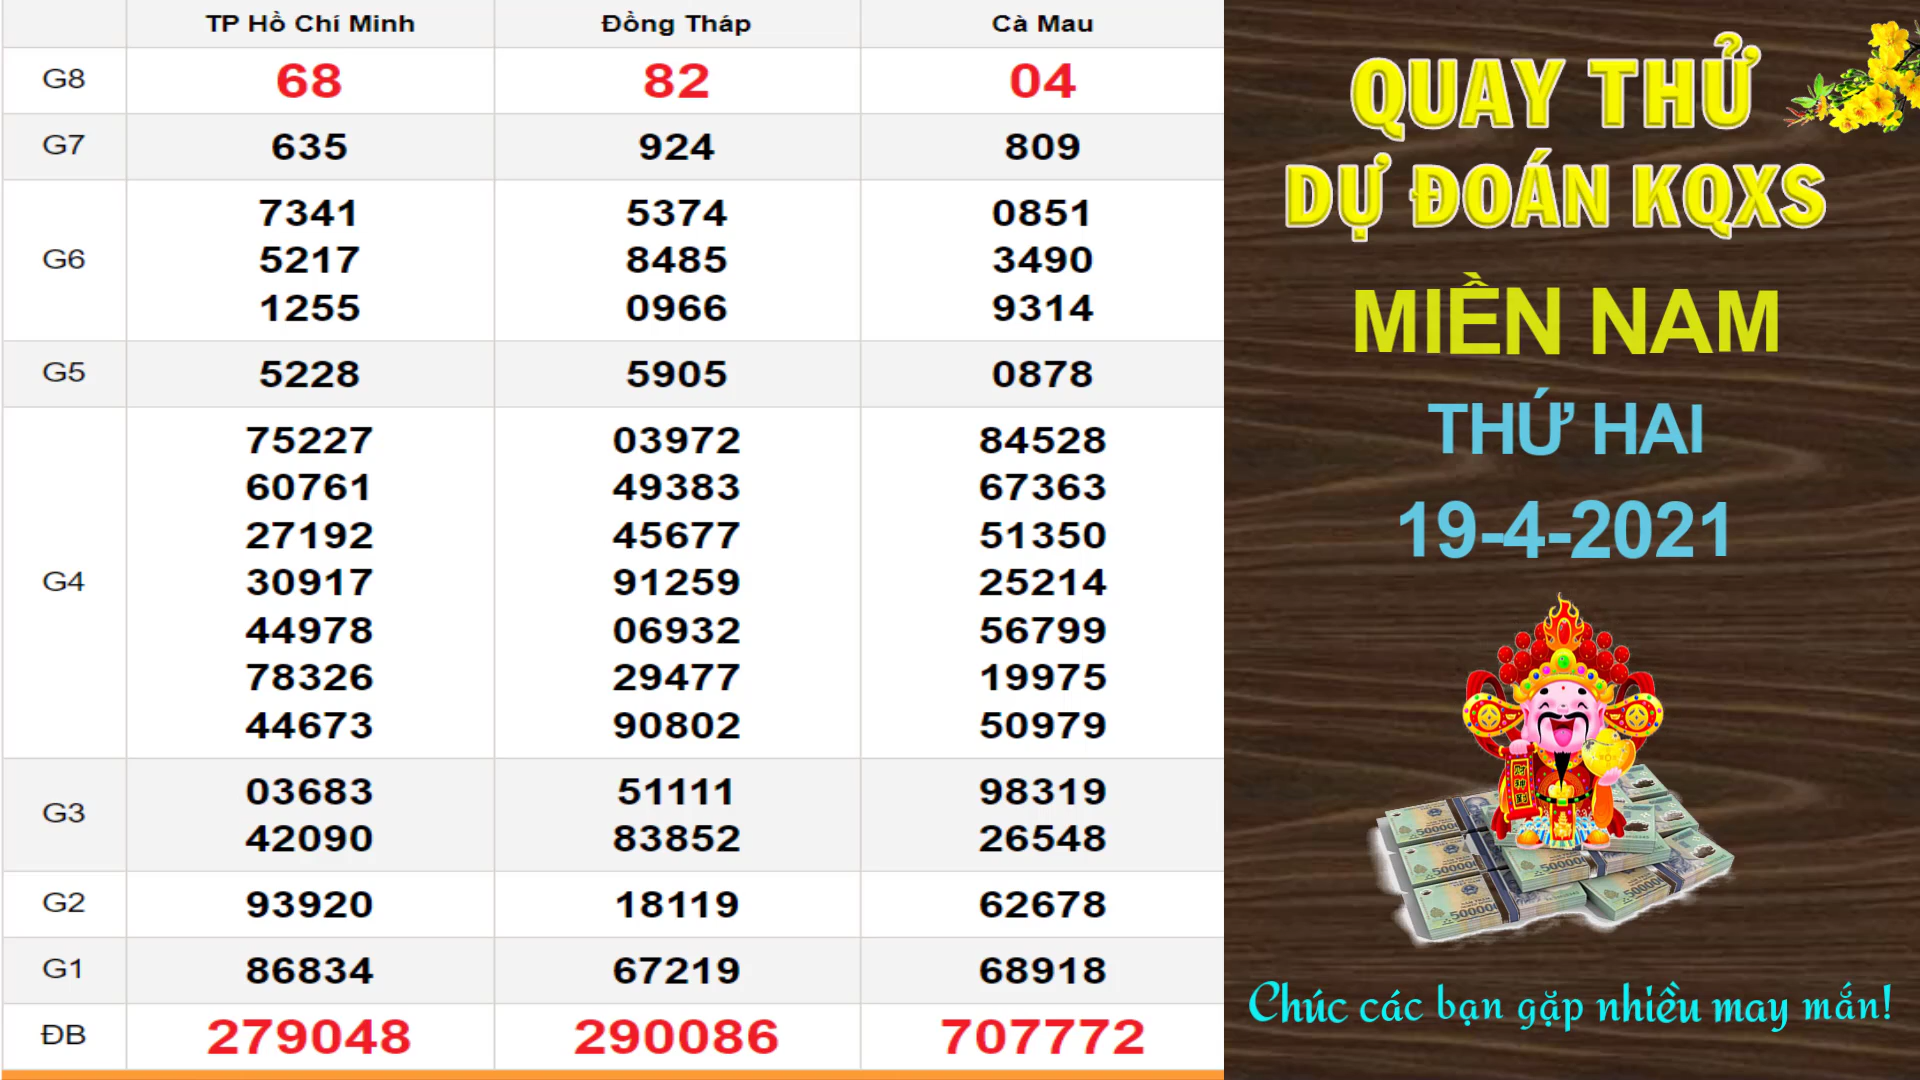 TP Hồ Chí Minh Đồng Tháp Cà Mau
G8 68 82 04
G7 635 924 809
G6 7341 5374 0851
5217 8485 3490
1255 0966 9314
G5 5228 5905 0878
G4 75227 03972 84528
60761 49383 67363
27192 45677 51350
30917 91259 25214
44978 06932 56799
78326 29477 19975
44673 90802 50979
G3 03683 51111 98319
42090 83852 26548
G2 93920 18119 62678
G1 86834 67219 68918
ĐB 279048 290086 707772
QUAY THỬ
DỰ ĐOÁN KQXS
MIỀN NAM
THỨ HAI
19-4-2021
Chúc các bạn gặp nhiều may mắn!